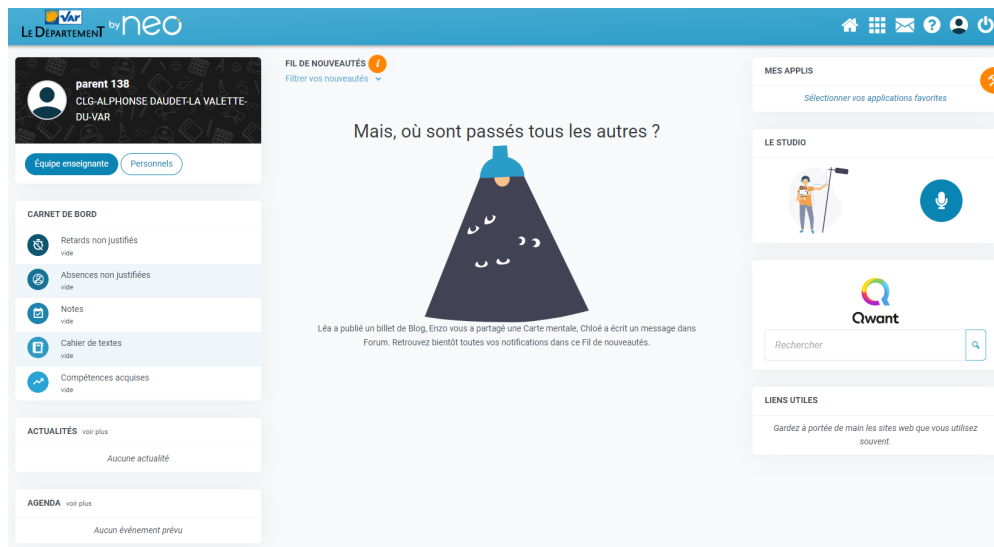 VAR
LE DÉPARTEMENT by neo
parent 138
CLG-ALPHONSE DAUDET-LA VALETTE-
DU-VAR
Équipe enseignante Personnels
CARNET DE BORD
Retards non justifiés
vide
Absences non justifiées
vide
Notes
vide
Cahier de textes
vide
Compétences acquises
vide
ACTUALITÉS voir plus
Aucune actualité
AGENDA voir plus
Aucun événement prévu
FIL DE NOUVEAUTÉS i
Filtrer vos nouveautés
Mais, où sont passés tous les autres ?
Léa a publié un billet de Blog, Enzo vous a partagé une Carte mentale, Chloé a écrit un message dans
Forum. Retrouvez bientôt toutes vos notifications dans ce Fil de nouveautés.
MES APPLIS
Sélectionner vos applications favorites
LE STUDIO
Qwant
Rechercher
LIENS UTILES
Gardez à portée de main les sites web que vous utilisez
souvent.